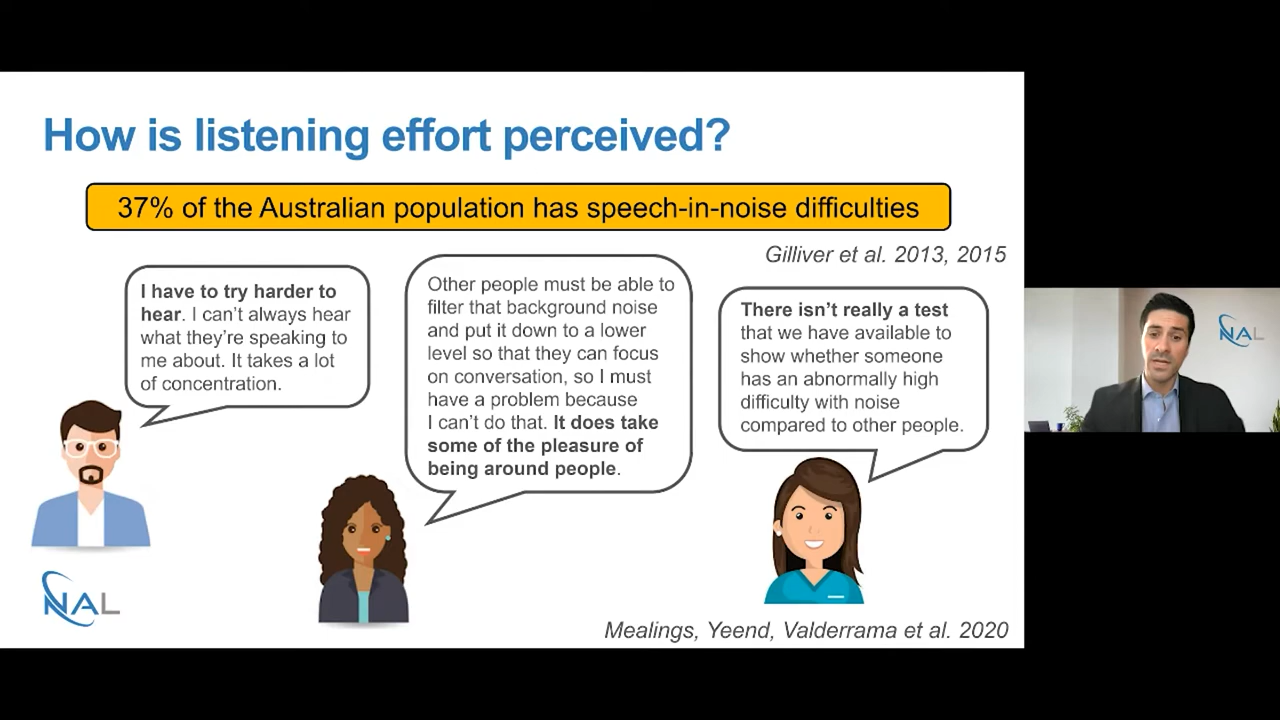 How is listening effort perceived?
37% of the Australian population has speech-in-noise difficulties
Gilliver et al. 2013, 2015
I have to try harder to
hear. I can't always hear
what they're speaking to
me about. It takes a lot
of concentration.
Other people must be able to
filter that background noise
and put it down to a lower
level so that they can focus
on conversation, so I must
have a problem because
I can't do that. It does take
some of the pleasure of
being around people.
There isn't really a test
that we have available to
show whether someone
has an abnormally high
difficulty with noise
compared to other people.
NAL
NAL
Mealings, Yeend, Valderrama et al. 2020